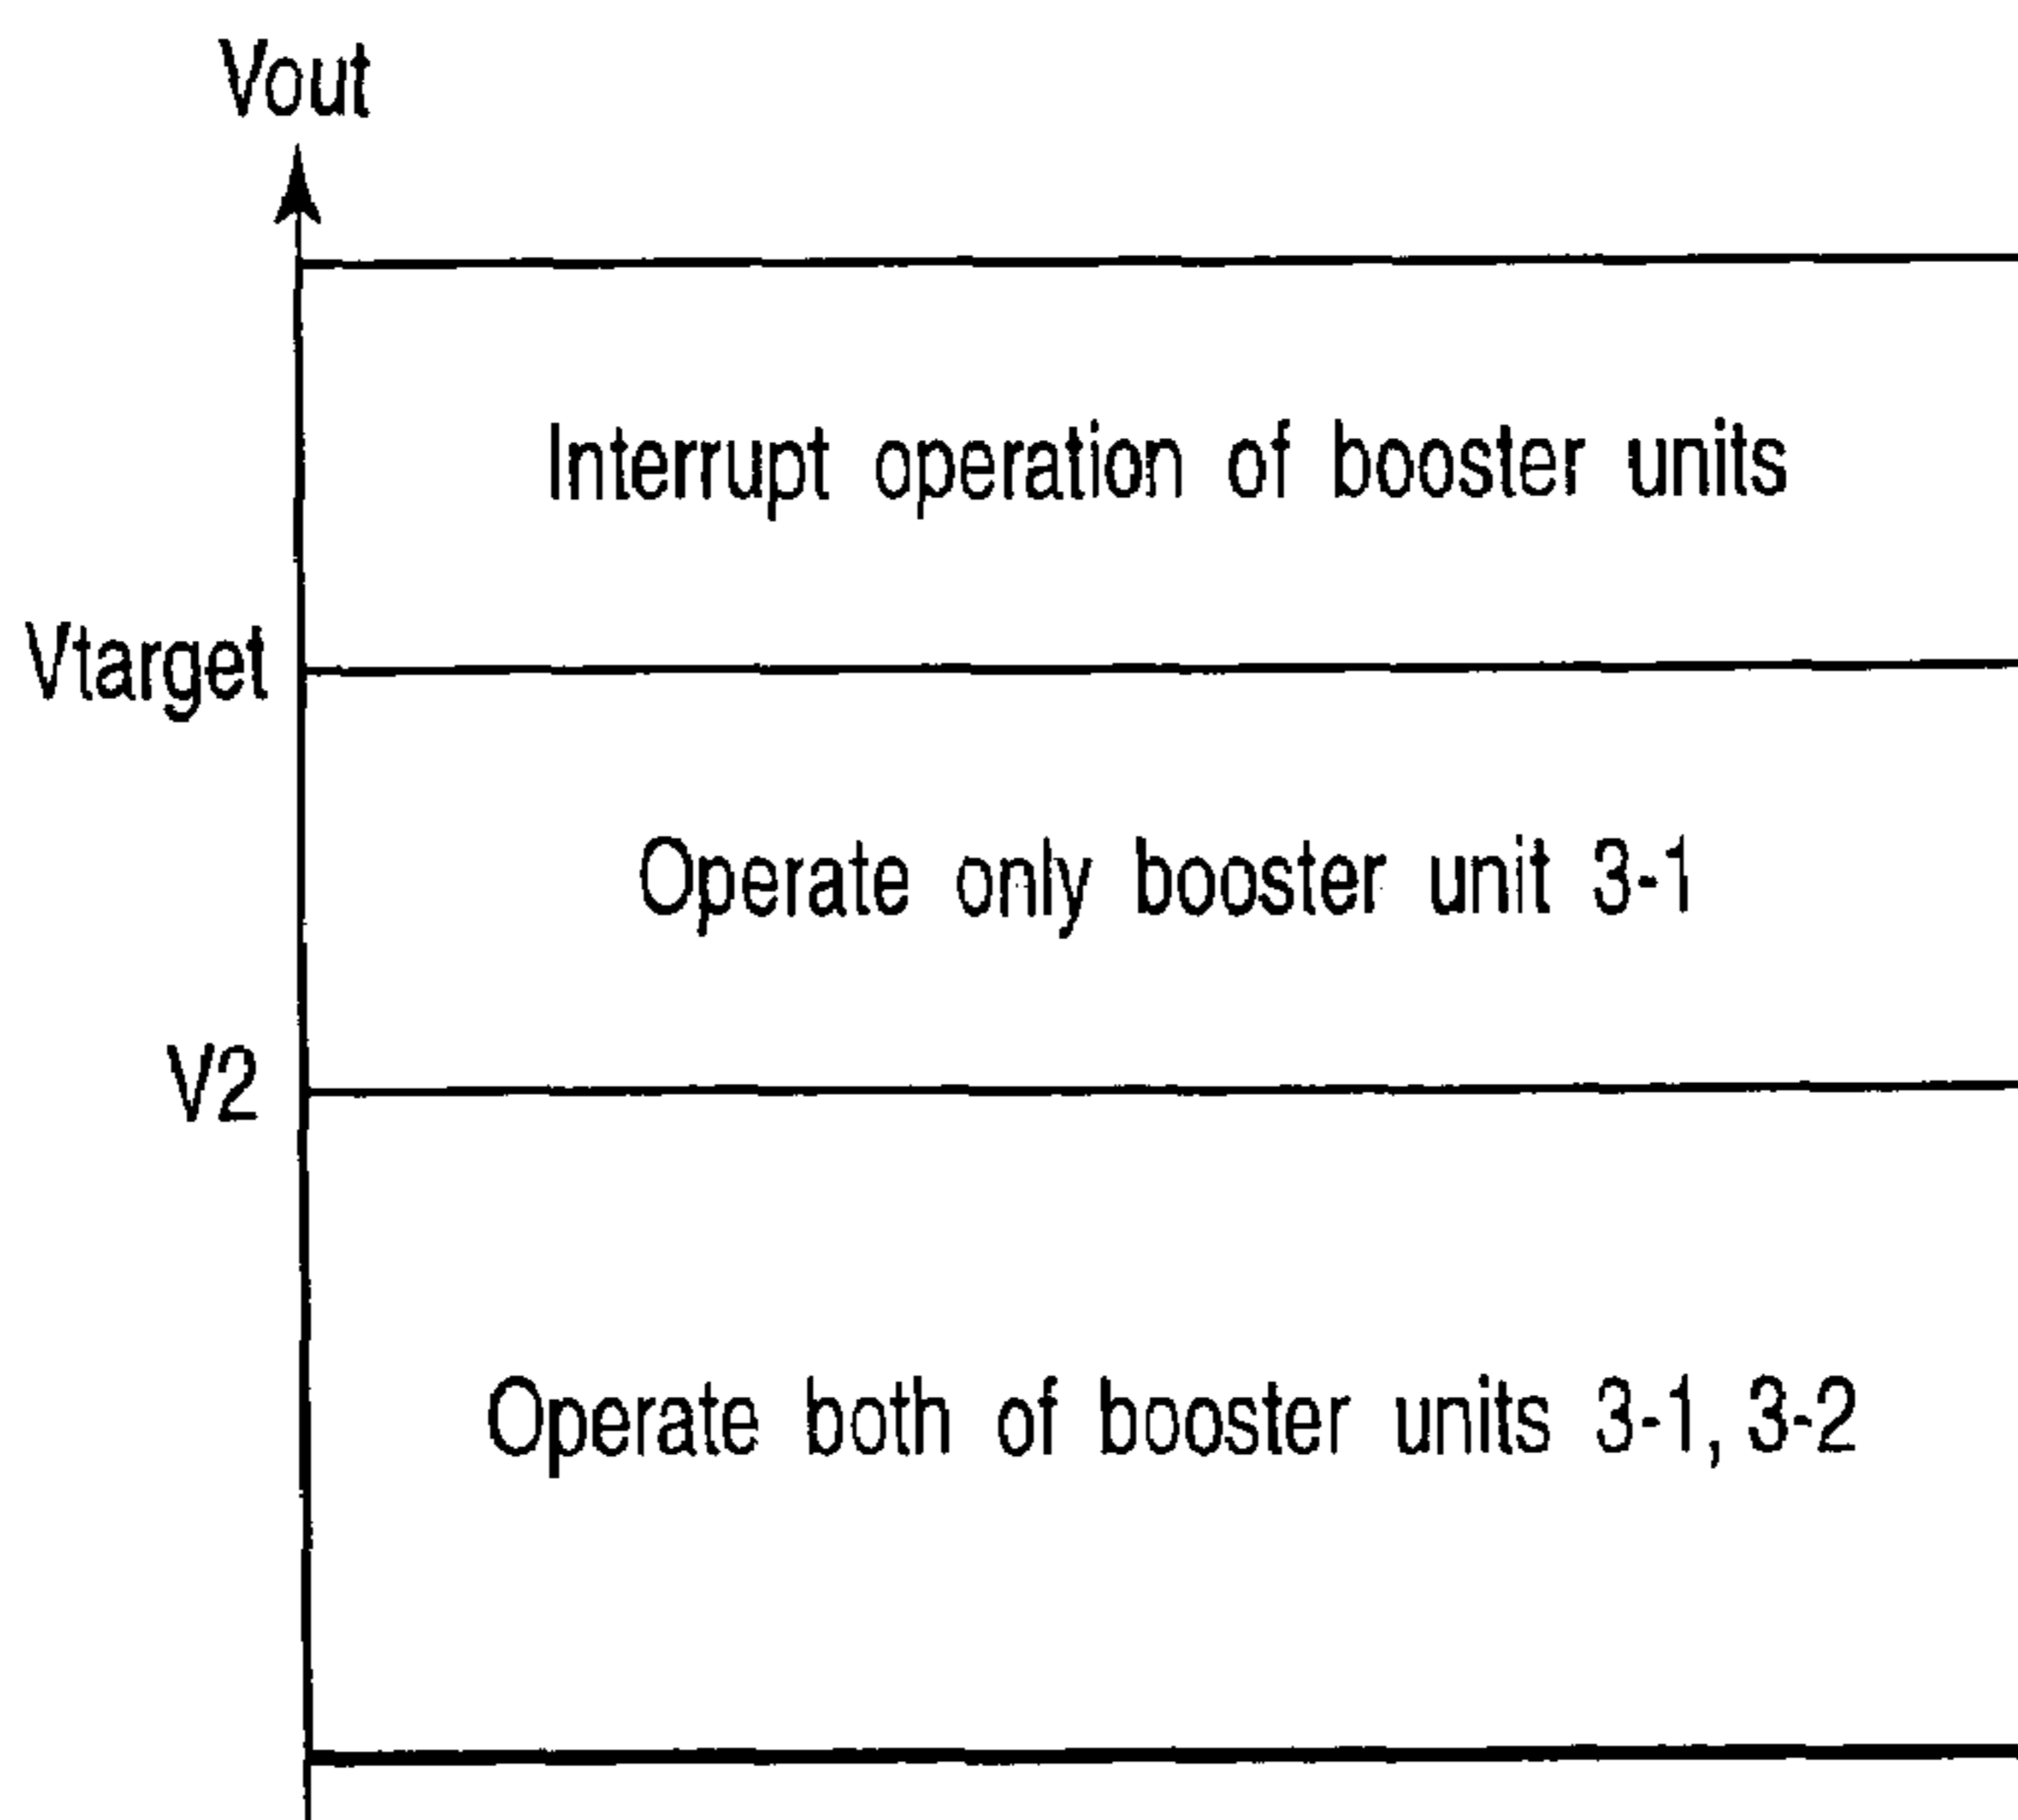 Vout
Interrupt operation of booster units
Vtarget
Operate only booster unit 3-1
V2
Operate both of booster units 3-1, 3-2